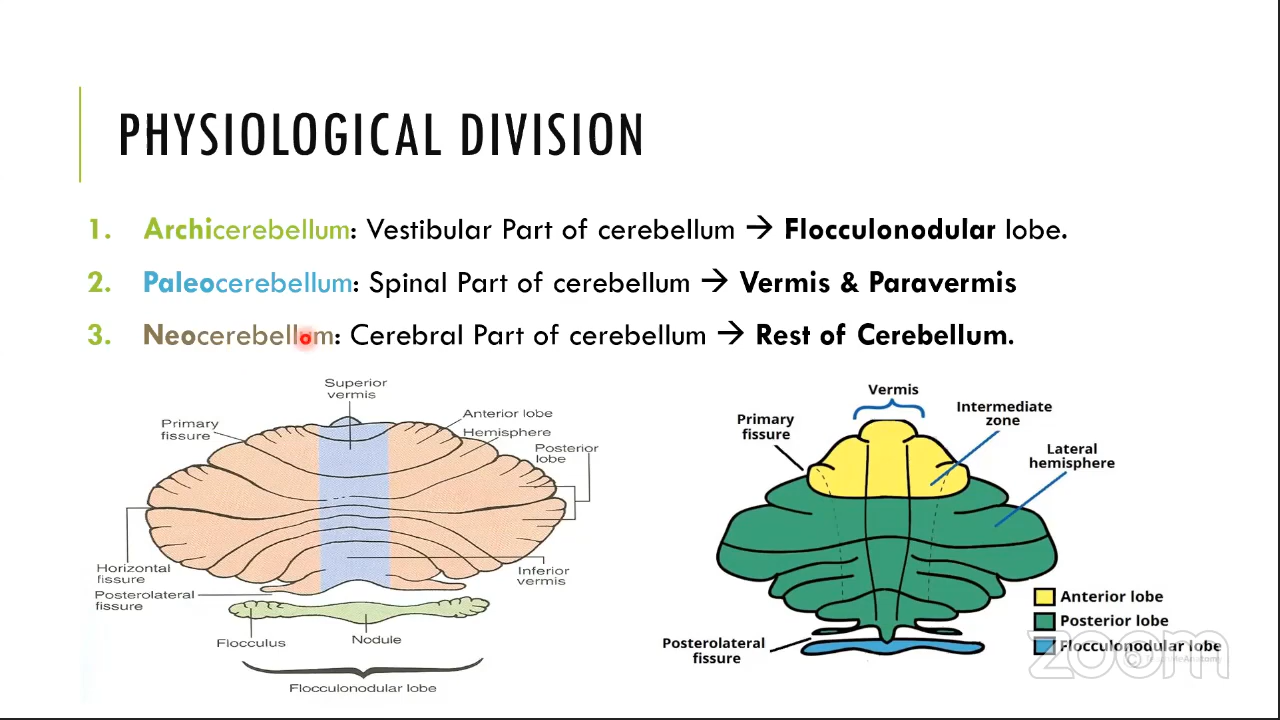 PHYSIOLOGICAL DIVISION
1. Archicerebellum: Vestibular Part of cerebellum → Flocculonodular lobe.
2. Paleocerebellum: Spinal Part of cerebellum → Vermis & Paravermis
3. Neocerebellum: Cerebral Part of cerebellum → Rest of Cerebellum.
Superior
vermis
Primary
fissure
Anterior lobe
Hemisphere
Posterior
lobe
Horizontal
fissure
Posterolateral
fissure
Inferior
vermis
Flocculus
Nodule
Flocculonodular lobe
Vermis
Primary
fissure
Intermediate
zone
Lateral
hemisphere
Posterolateral
fissure
Anterior lobe
Posterior lobe
Flocculonodular lobe
zoom